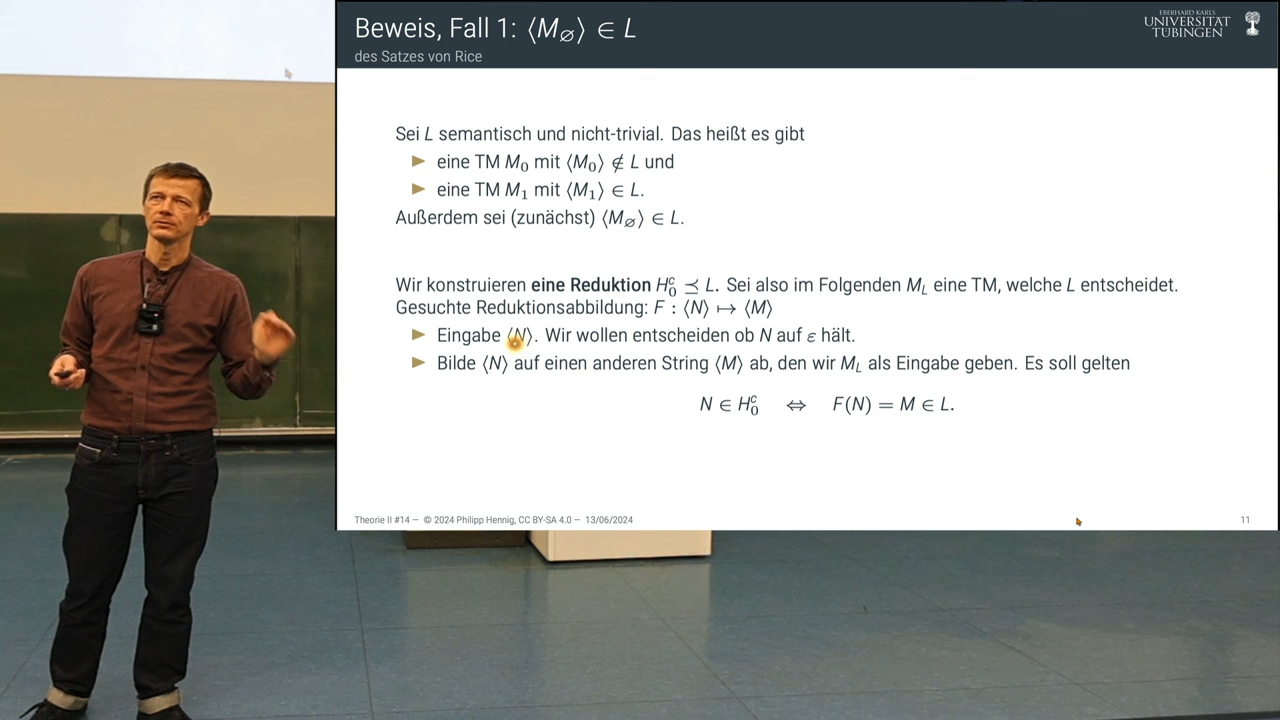 Beweis, Fall 1: ⟨M∅⟩ ∈ L
des Satzes von Rice
EBERHARD KARLS
UNIVERSITÄT
TÜBINGEN
Sei L semantisch und nicht-trivial. Das heißt es gibt
▶ eine TM M₀ mit ⟨M₀⟩ ∉ L und
▶ eine TM M₁ mit ⟨M₁⟩ ∈ L.
Außerdem sei (zunächst) ⟨M∅⟩ ∈ L.
Wir konstruieren eine Reduktion H₀ᶜ ⪯ L. Sei also im Folgenden M_L eine TM, welche L entscheidet.
Gesuchte Reduktionsabbildung: F : ⟨N⟩ ↦ ⟨M⟩
▶ Eingabe ⟨N⟩. Wir wollen entscheiden ob N auf ε hält.
▶ Bilde ⟨N⟩ auf einen anderen String ⟨M⟩ ab, den wir M_L als Eingabe geben. Es soll gelten
N ∈ H₀ᶜ ⇔ F(N) = M ∈ L.
Theorie II #14 — © 2024 Philipp Hennig, CC BY-SA 4.0 — 13/06/2024
11